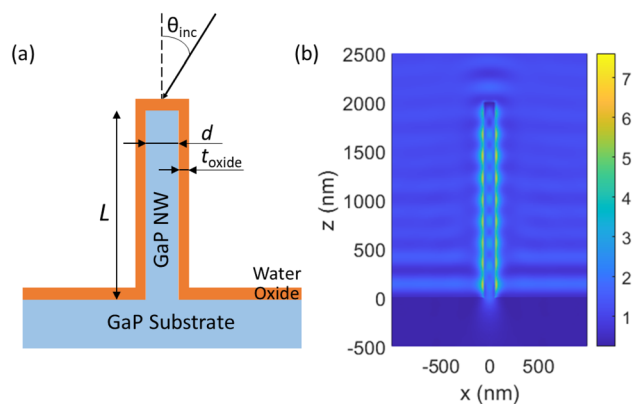 (a)
θinc
d
toxide
L
GaP NW
Water
Oxide
GaP Substrate
(b)
2500
2000
1500
1000
500
0
-500
z (nm)
-500 0 500
x (nm)
7
6
5
4
3
2
1